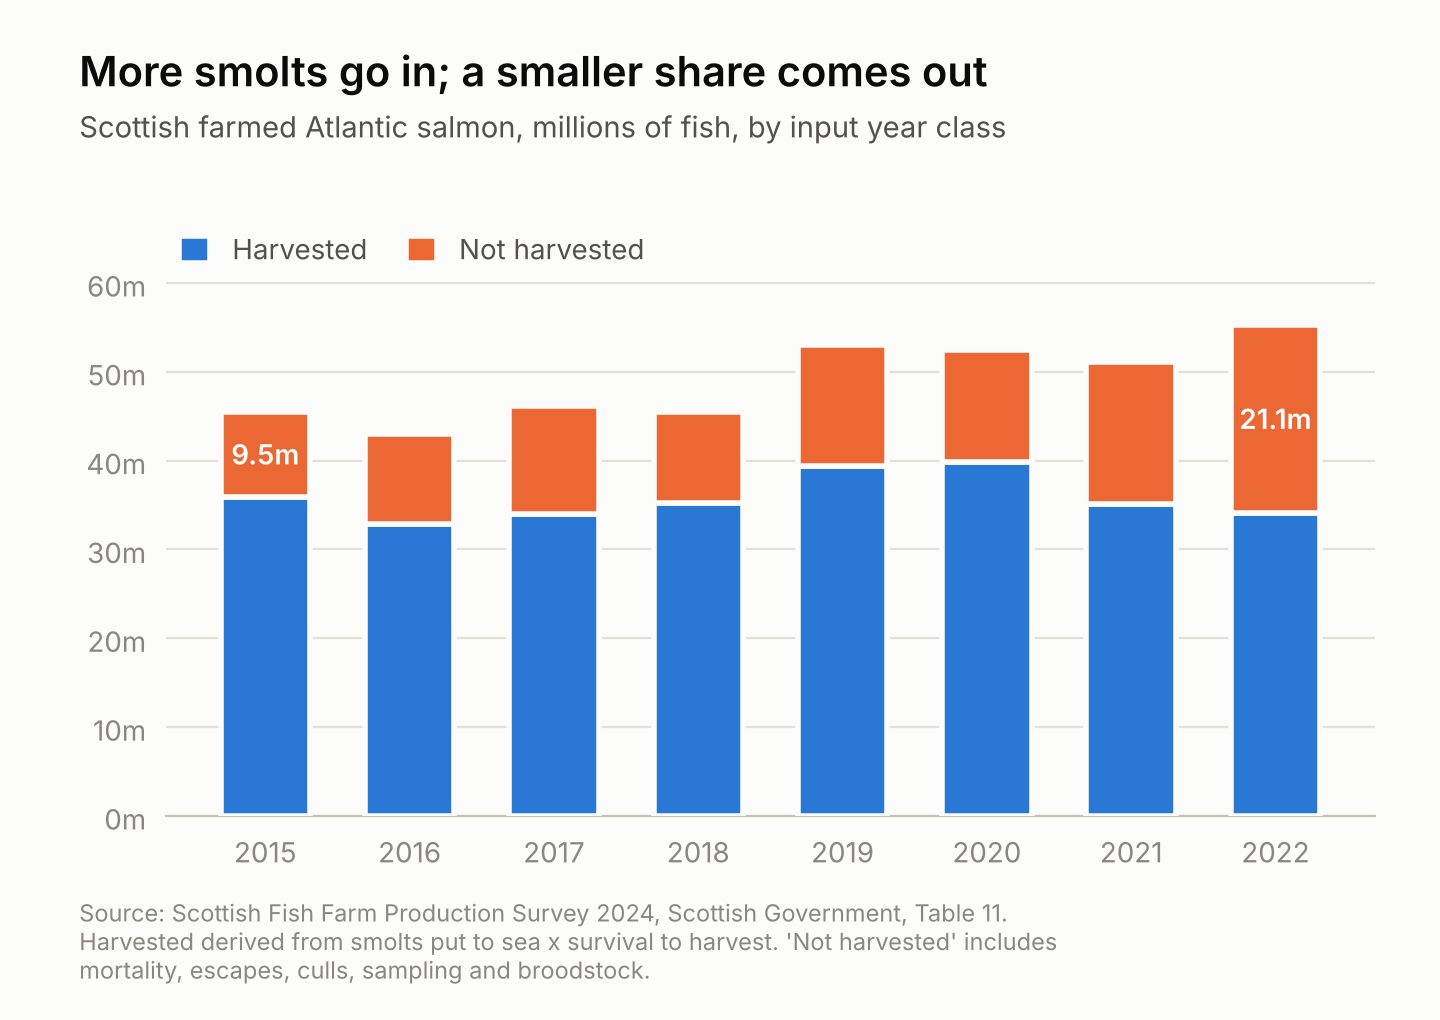 More smolts go in; a smaller share comes out
Scottish farmed Atlantic salmon, millions of fish, by input year class
Harvested Not harvested
60m
50m
40m
30m
20m
10m
0m
9.5m
21.1m
2015 2016 2017 2018 2019 2020 2021 2022
Source: Scottish Fish Farm Production Survey 2024, Scottish Government, Table 11.
Harvested derived from smolts put to sea x survival to harvest. 'Not harvested' includes
mortality, escapes, culls, sampling and broodstock.